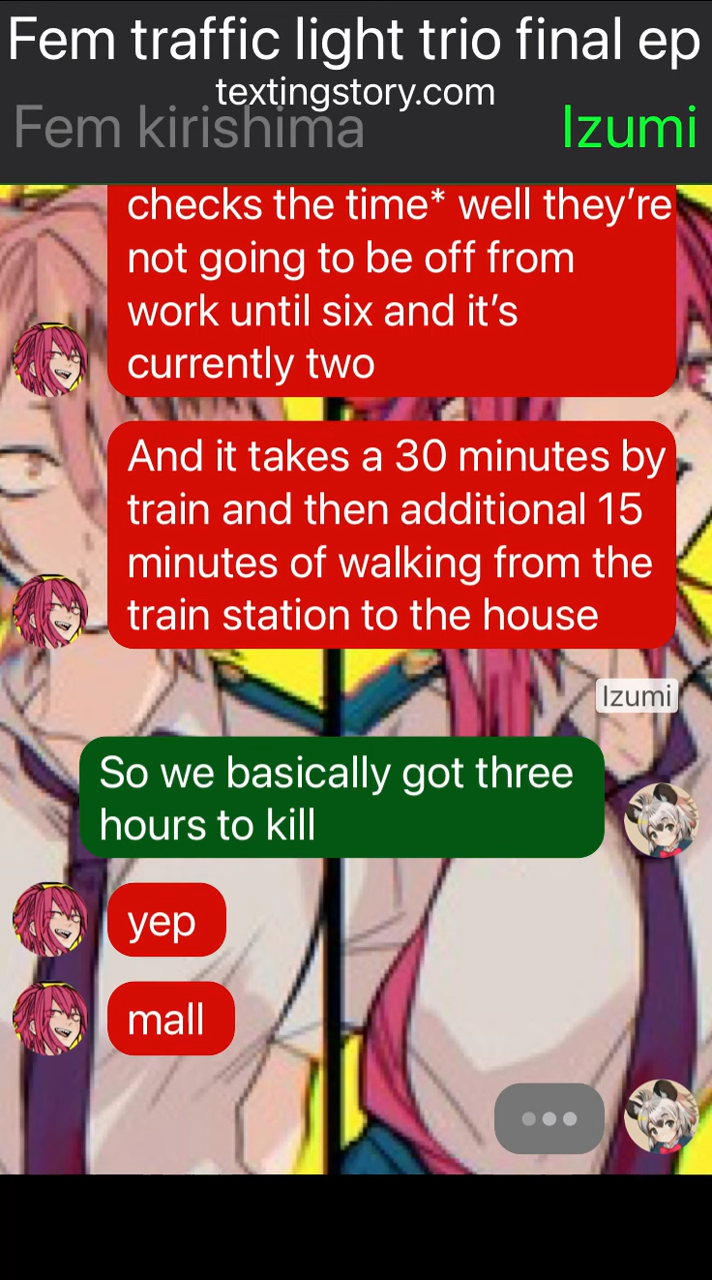 Fem traffic light trio final ep
textingstory.com
Fem kirishima
Izumi
checks the time* well they’re
not going to be off from
work until six and it’s
currently two
And it takes a 30 minutes by
train and then additional 15
minutes of walking from the
train station to the house
Izumi
So we basically got three
hours to kill
yep
mall